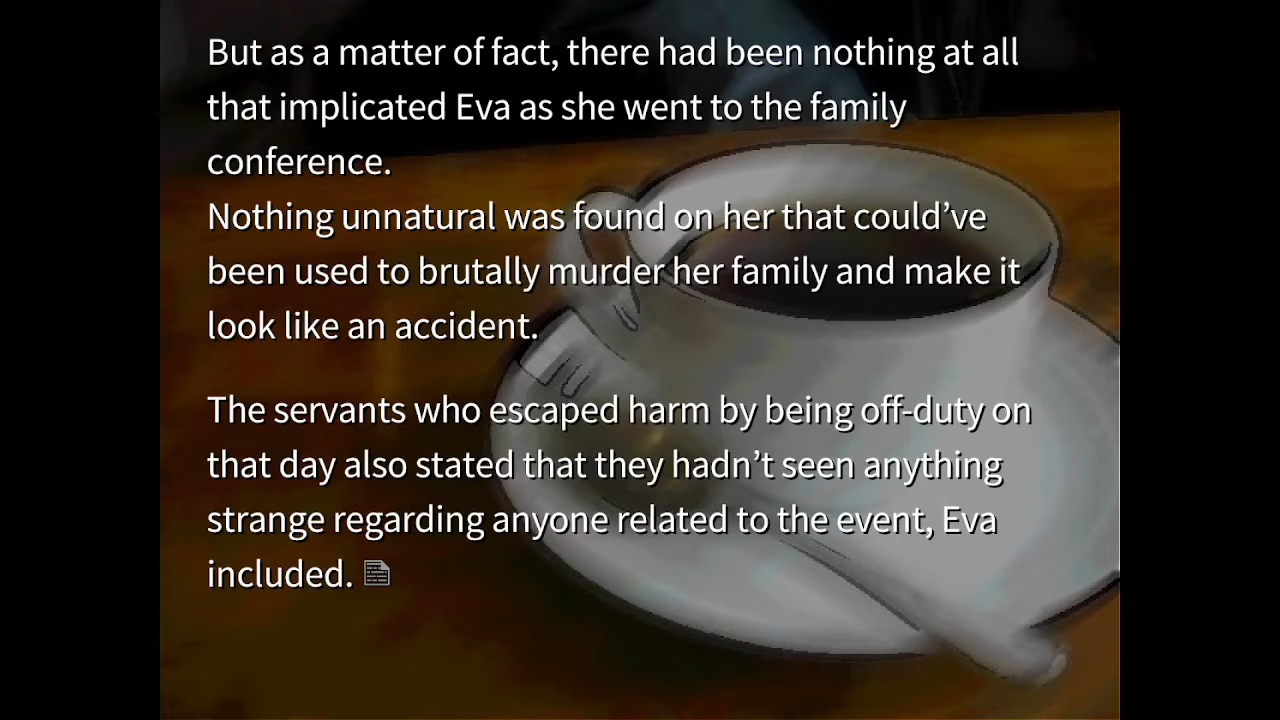 But as a matter of fact, there had been nothing at all
that implicated Eva as she went to the family
conference.
Nothing unnatural was found on her that could’ve
been used to brutally murder her family and make it
look like an accident.
The servants who escaped harm by being off-duty on
that day also stated that they hadn’t seen anything
strange regarding anyone related to the event, Eva
included.